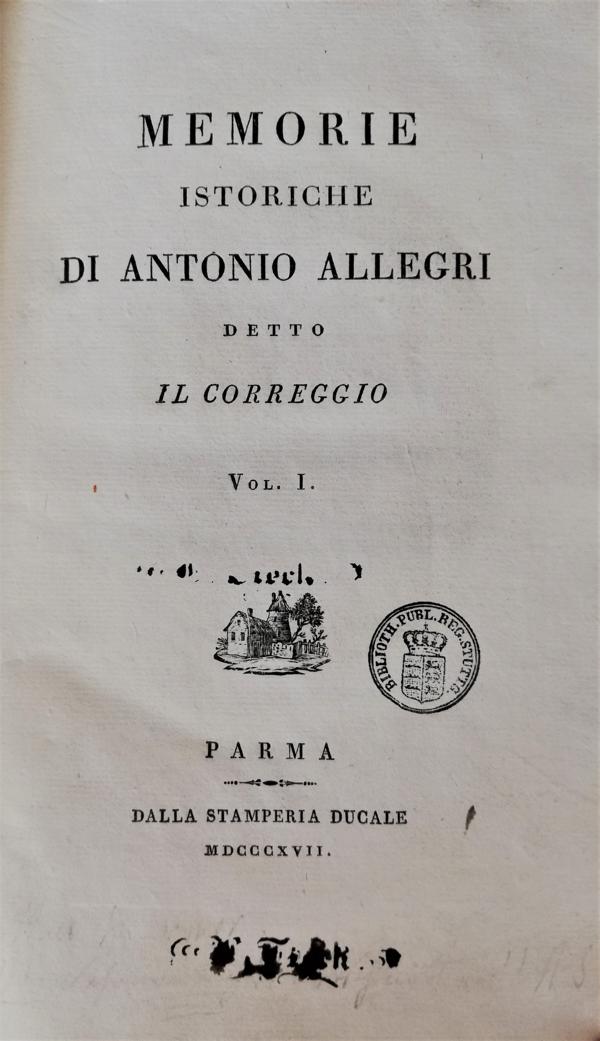 MEMORIE
ISTORICHE
DI ANTONIO ALLEGRI
DETTO
IL CORREGGIO
VOL. I.
BIBLIOTH. PUBL. REG. STUTTG.
PARMA
DALLA STAMPERIA DUCALE
MDCCCXVII.